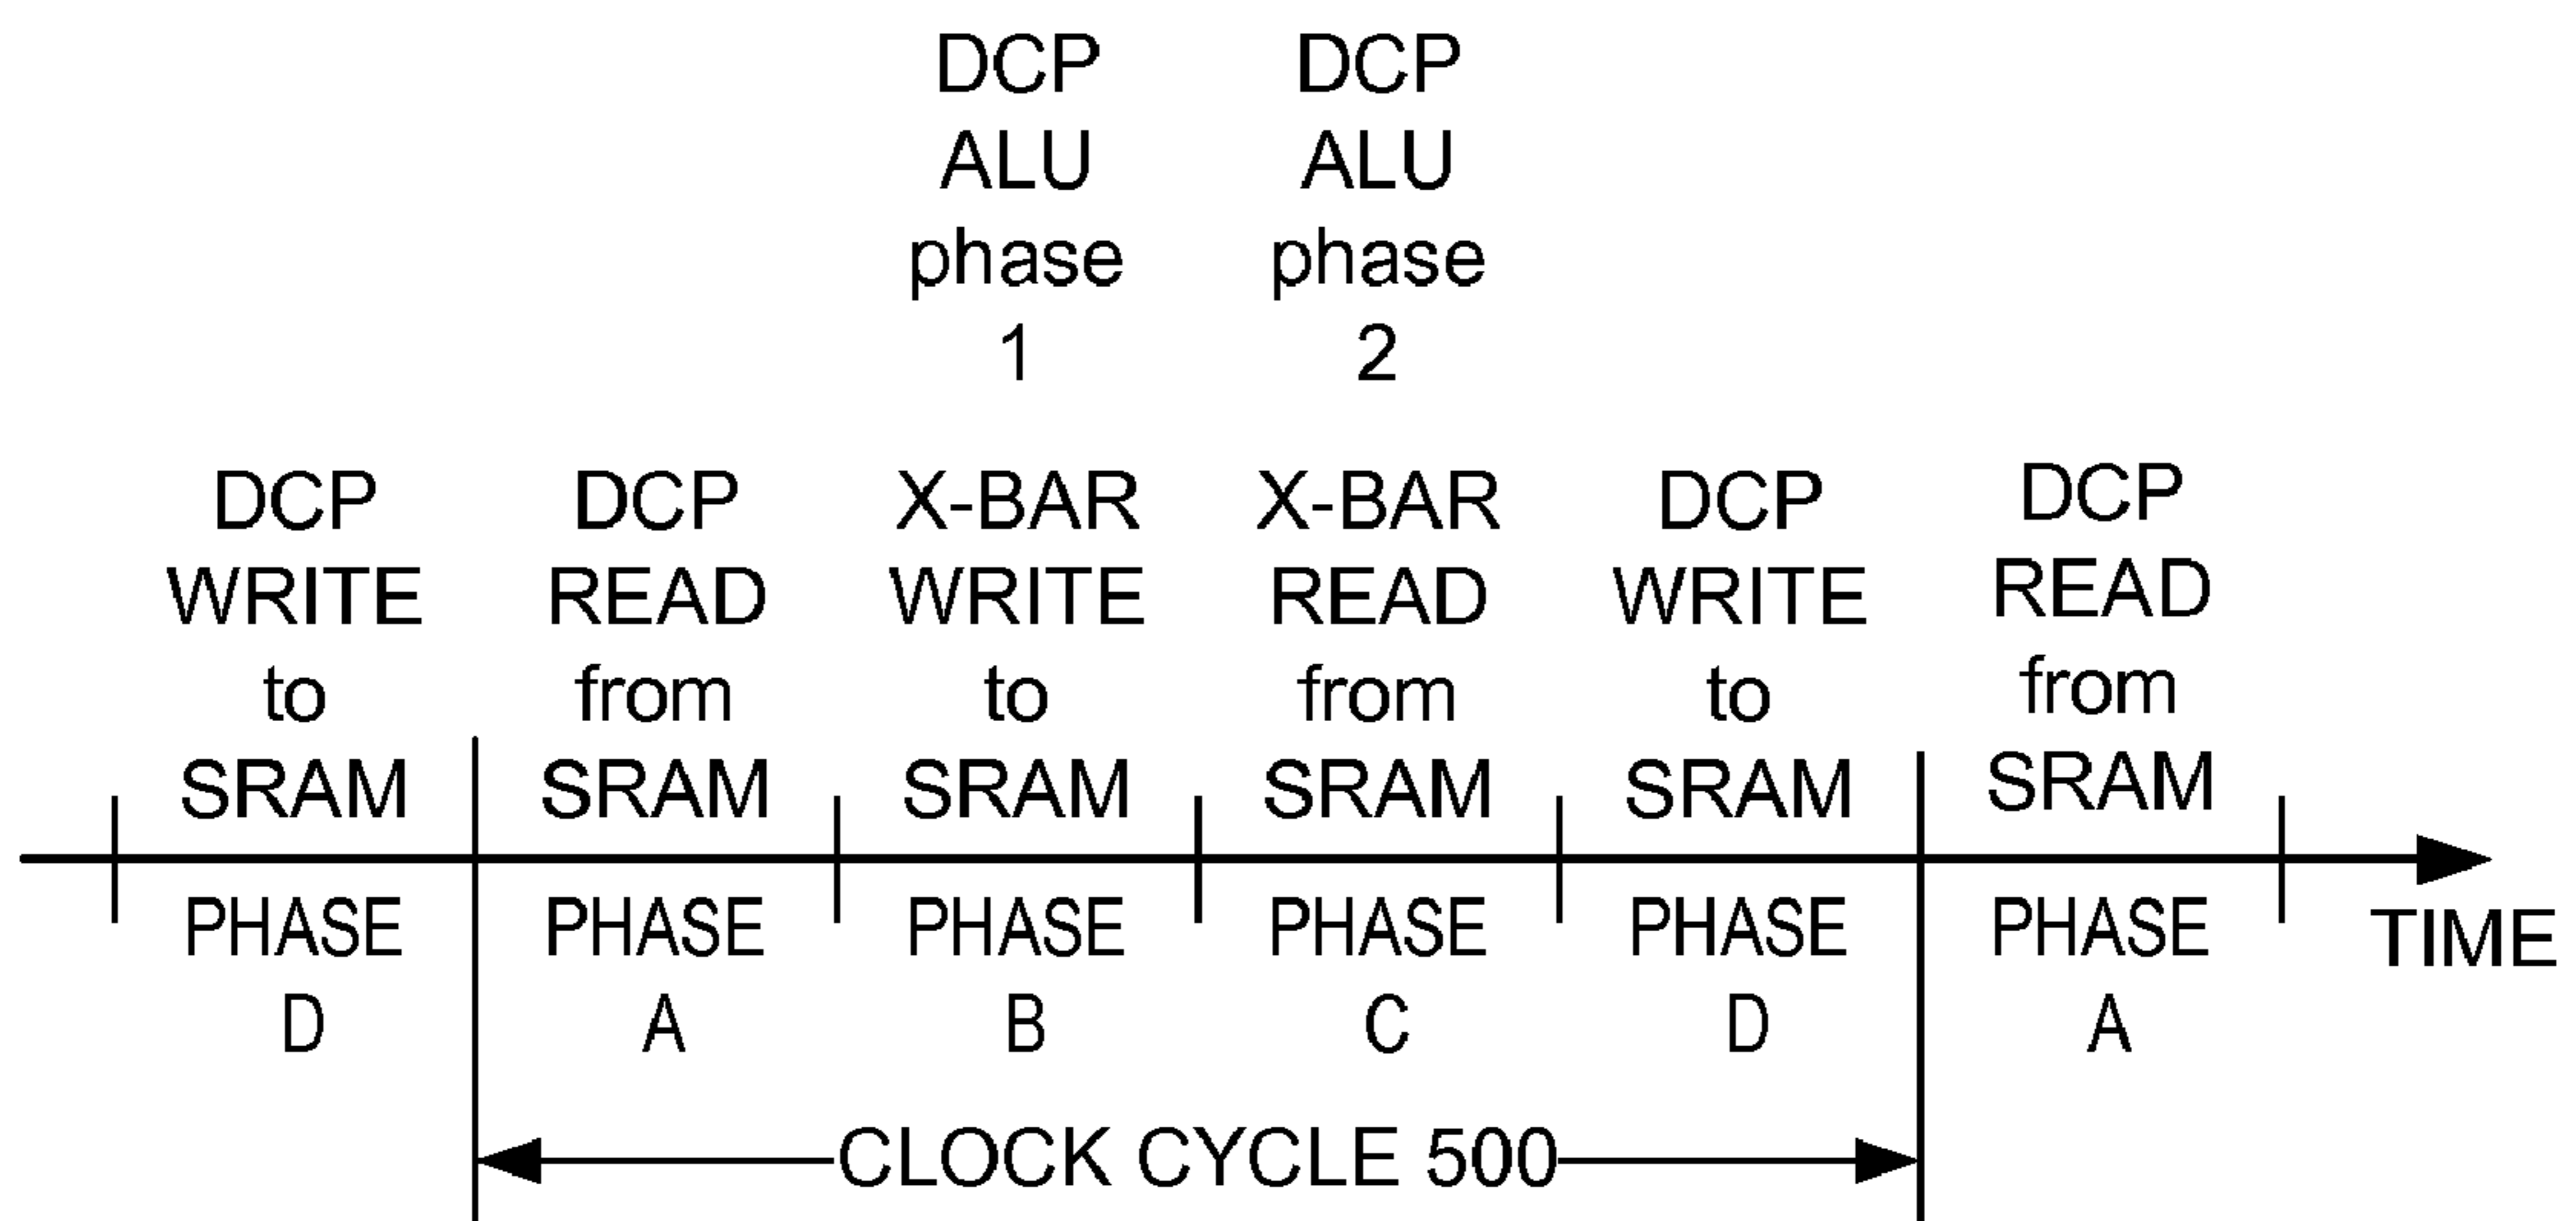 DCP
ALU
phase
1
DCP
ALU
phase
2
DCP
WRITE
to
SRAM
DCP
READ
from
SRAM
X-BAR
WRITE
to
SRAM
X-BAR
READ
from
SRAM
DCP
WRITE
to
SRAM
DCP
READ
from
SRAM
PHASE
D
PHASE
A
PHASE
B
PHASE
C
PHASE
D
PHASE
A
TIME
CLOCK CYCLE 500